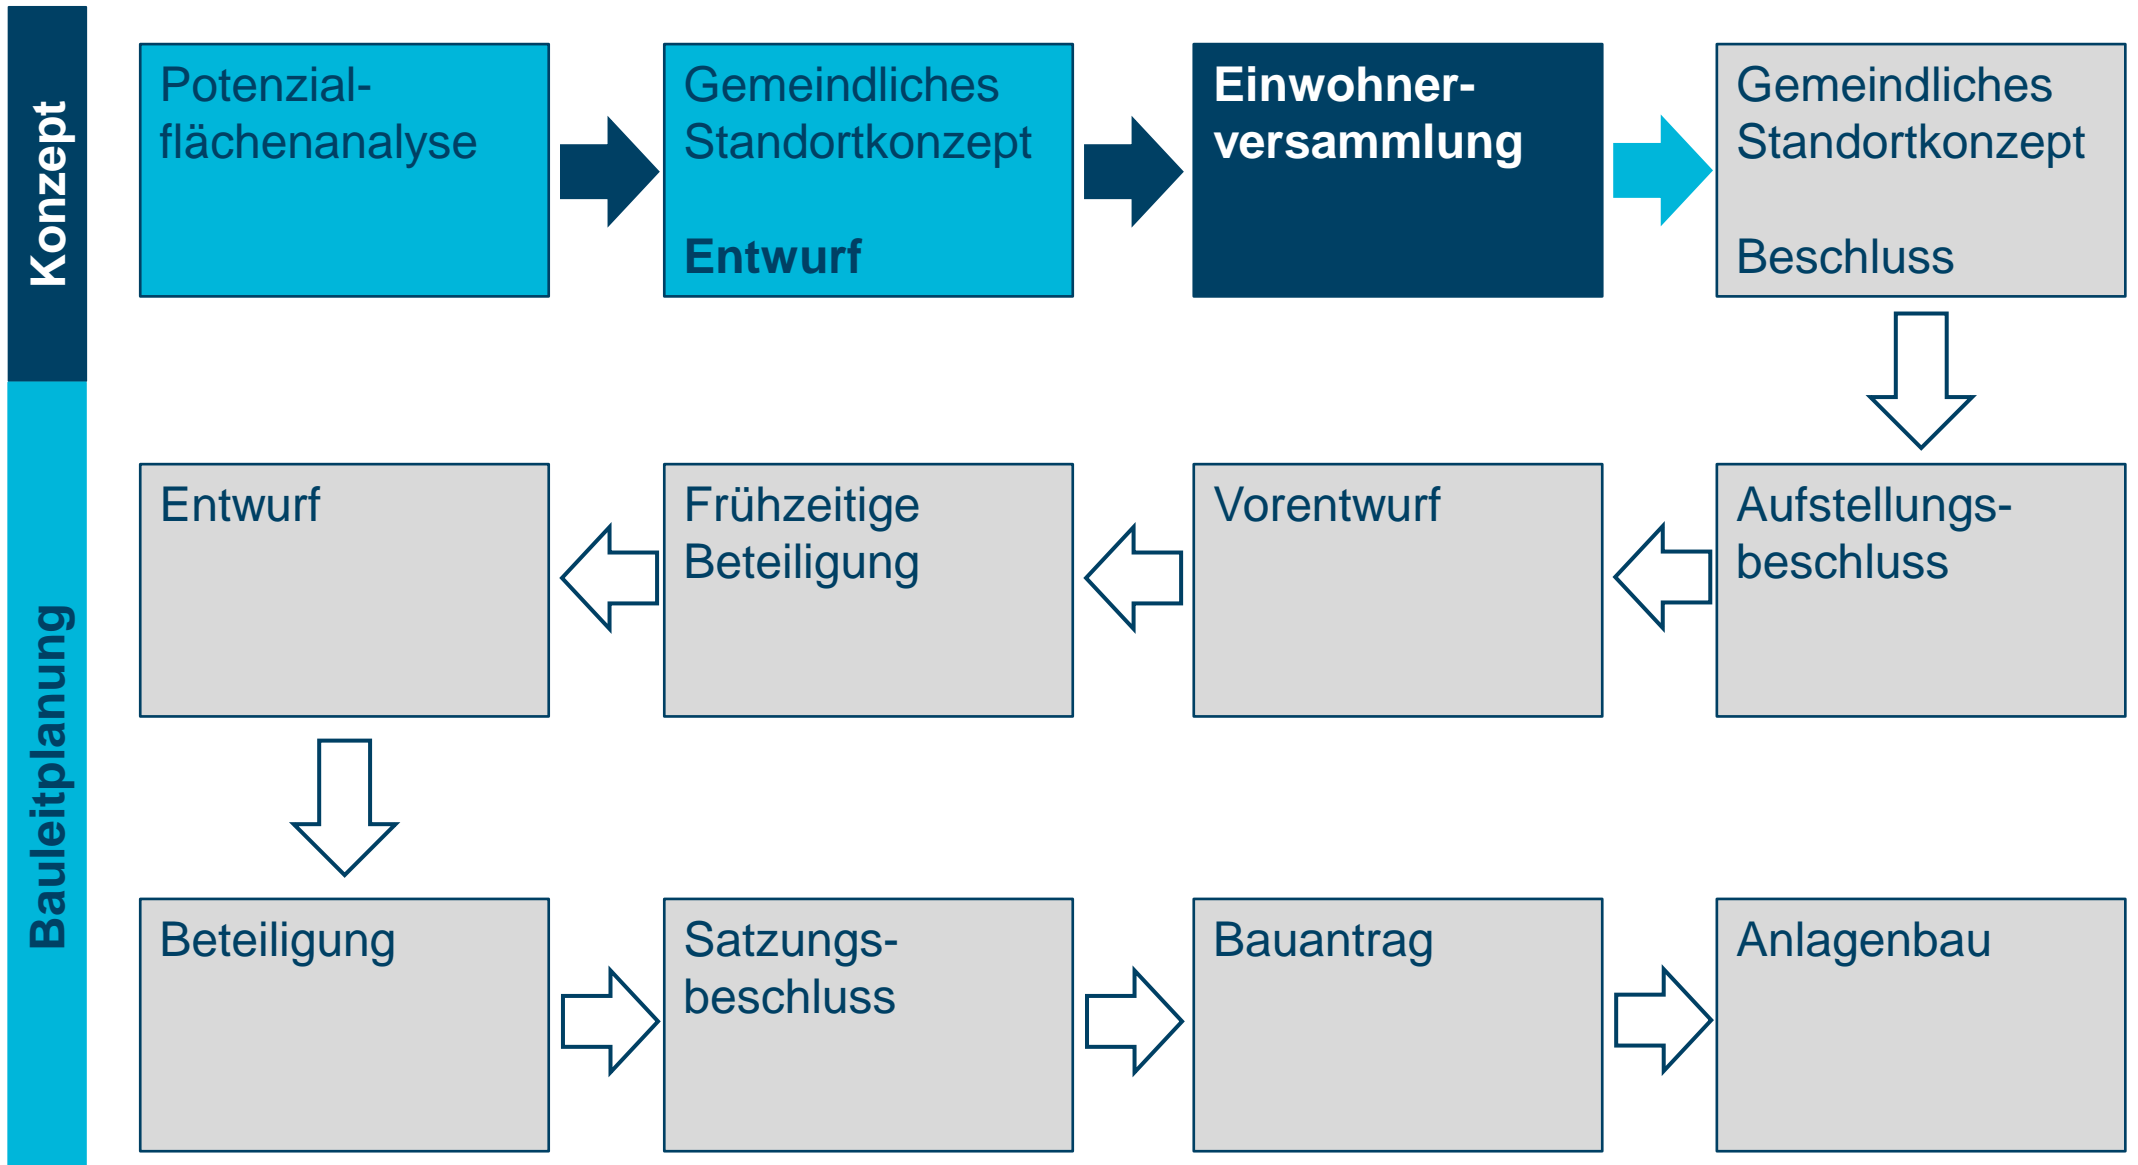 Konzept
Potenzial-
flächenanalyse
Gemeindliches
Standortkonzept
Entwurf
Einwohner-
versammlung
Gemeindliches
Standortkonzept
Beschluss
Bauleitplanung
Aufstellungs-
beschluss
Vorentwurf
Frühzeitige
Beteiligung
Entwurf
Beteiligung
Satzungs-
beschluss
Bauantrag
Anlagenbau